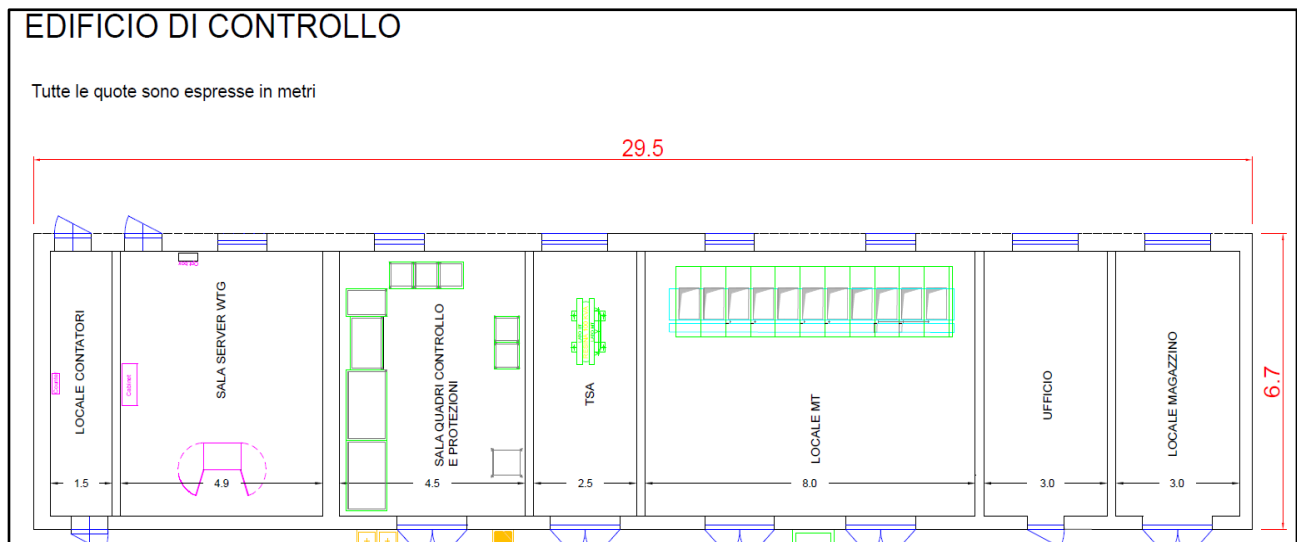 EDIFICIO DI CONTROLLO
Tutte le quote sono espresse in metri
29.5
6.7
LOCALE CONTATORI
SALA SERVER WTG
SALA QUADRI CONTROLLO
E PROTEZIONI
TSA
LOCALE MT
UFFICIO
LOCALE MAGAZZINO
Cabinet
1.5
4.9
4.5
2.5
8.0
3.0
3.0